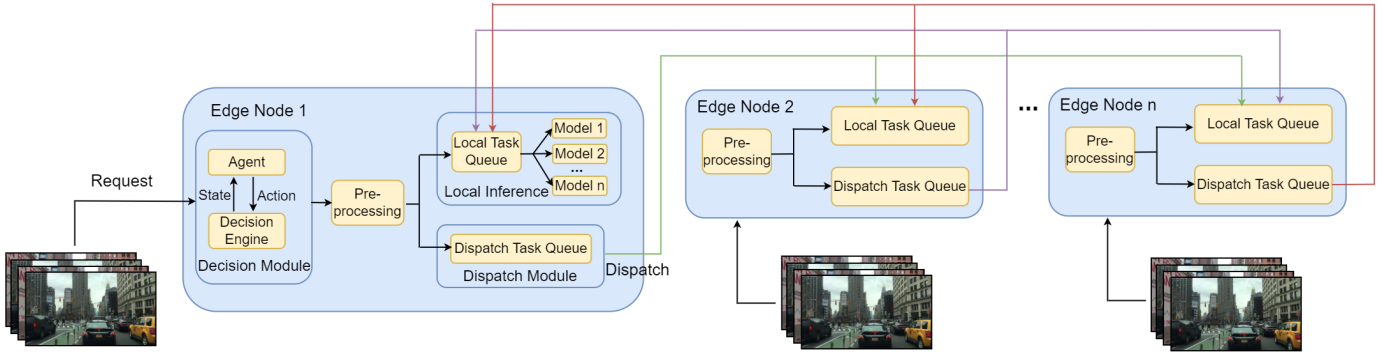 Edge Node 1
Request
Agent
State
Action
Decision
Engine
Decision Module
Pre-
processing
Local Task
Queue
Model 1
Model 2
...
Model n
Local Inference
Dispatch Task Queue
Dispatch Module
Dispatch
Edge Node 2
Pre-
processing
Local Task Queue
Dispatch Task Queue
...
Edge Node n
Pre-
processing
Local Task Queue
Dispatch Task Queue